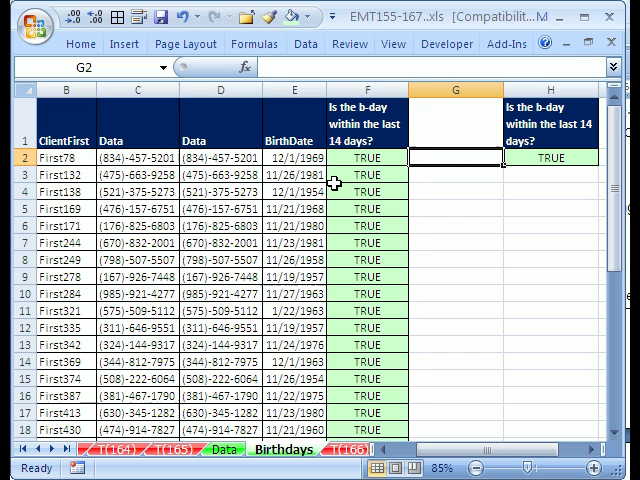 EMT155-167..xls [Compatibilit...M
Home Insert Page Layout Formulas Data Review View Developer Add-Ins
G2 fx
B C D E F G H
1 ClientFirst Data Data BirthDate Is the b-day within the last 14 days? Is the b-day within the last 14 days?
2 First78 (834)-457-5201 (834)-457-5201 12/1/1969 TRUE TRUE
3 First132 (475)-663-9258 (475)-663-9258 11/26/1981 TRUE
4 First138 (521)-375-5273 (521)-375-5273 12/1/1954 TRUE
5 First169 (476)-157-6751 (476)-157-6751 11/21/1968 TRUE
6 First171 (176)-825-6803 (176)-825-6803 11/21/1980 TRUE
7 First244 (670)-832-2001 (670)-832-2001 11/23/1981 TRUE
8 First249 (798)-507-5507 (798)-507-5507 11/26/1958 TRUE
9 First278 (167)-926-7448 (167)-926-7448 11/19/1957 TRUE
10 First284 (985)-921-4277 (985)-921-4277 11/27/1963 TRUE
11 First321 (575)-509-5112 (575)-509-5112 1/22/1963 TRUE
12 First335 (311)-646-9551 (311)-646-9551 11/19/1957 TRUE
13 First342 (324)-144-9317 (324)-144-9317 11/24/1976 TRUE
14 First369 (344)-812-7975 (344)-812-7975 12/1/1963 TRUE
15 First374 (508)-222-6064 (508)-222-6064 11/26/1954 TRUE
16 First387 (381)-467-1790 (381)-467-1790 11/22/1975 TRUE
17 First413 (630)-345-1282 (630)-345-1282 11/23/1980 TRUE
18 First430 (474)-914-7827 (474)-914-7827 11/21/1960 TRUE
T(164) T(165) Data Birthdays T(166)
Ready 85%